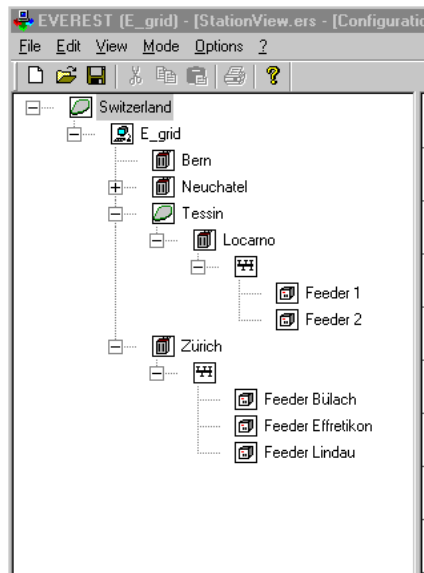 EVEREST (E_grid) - [StationView.ers - [Configuratio
File Edit View Mode Options ?
Switzerland
E_grid
Bern
Neuchatel
Tessin
Locarno
Feeder 1
Feeder 2
Zürich
Feeder Bülach
Feeder Effretikon
Feeder Lindau